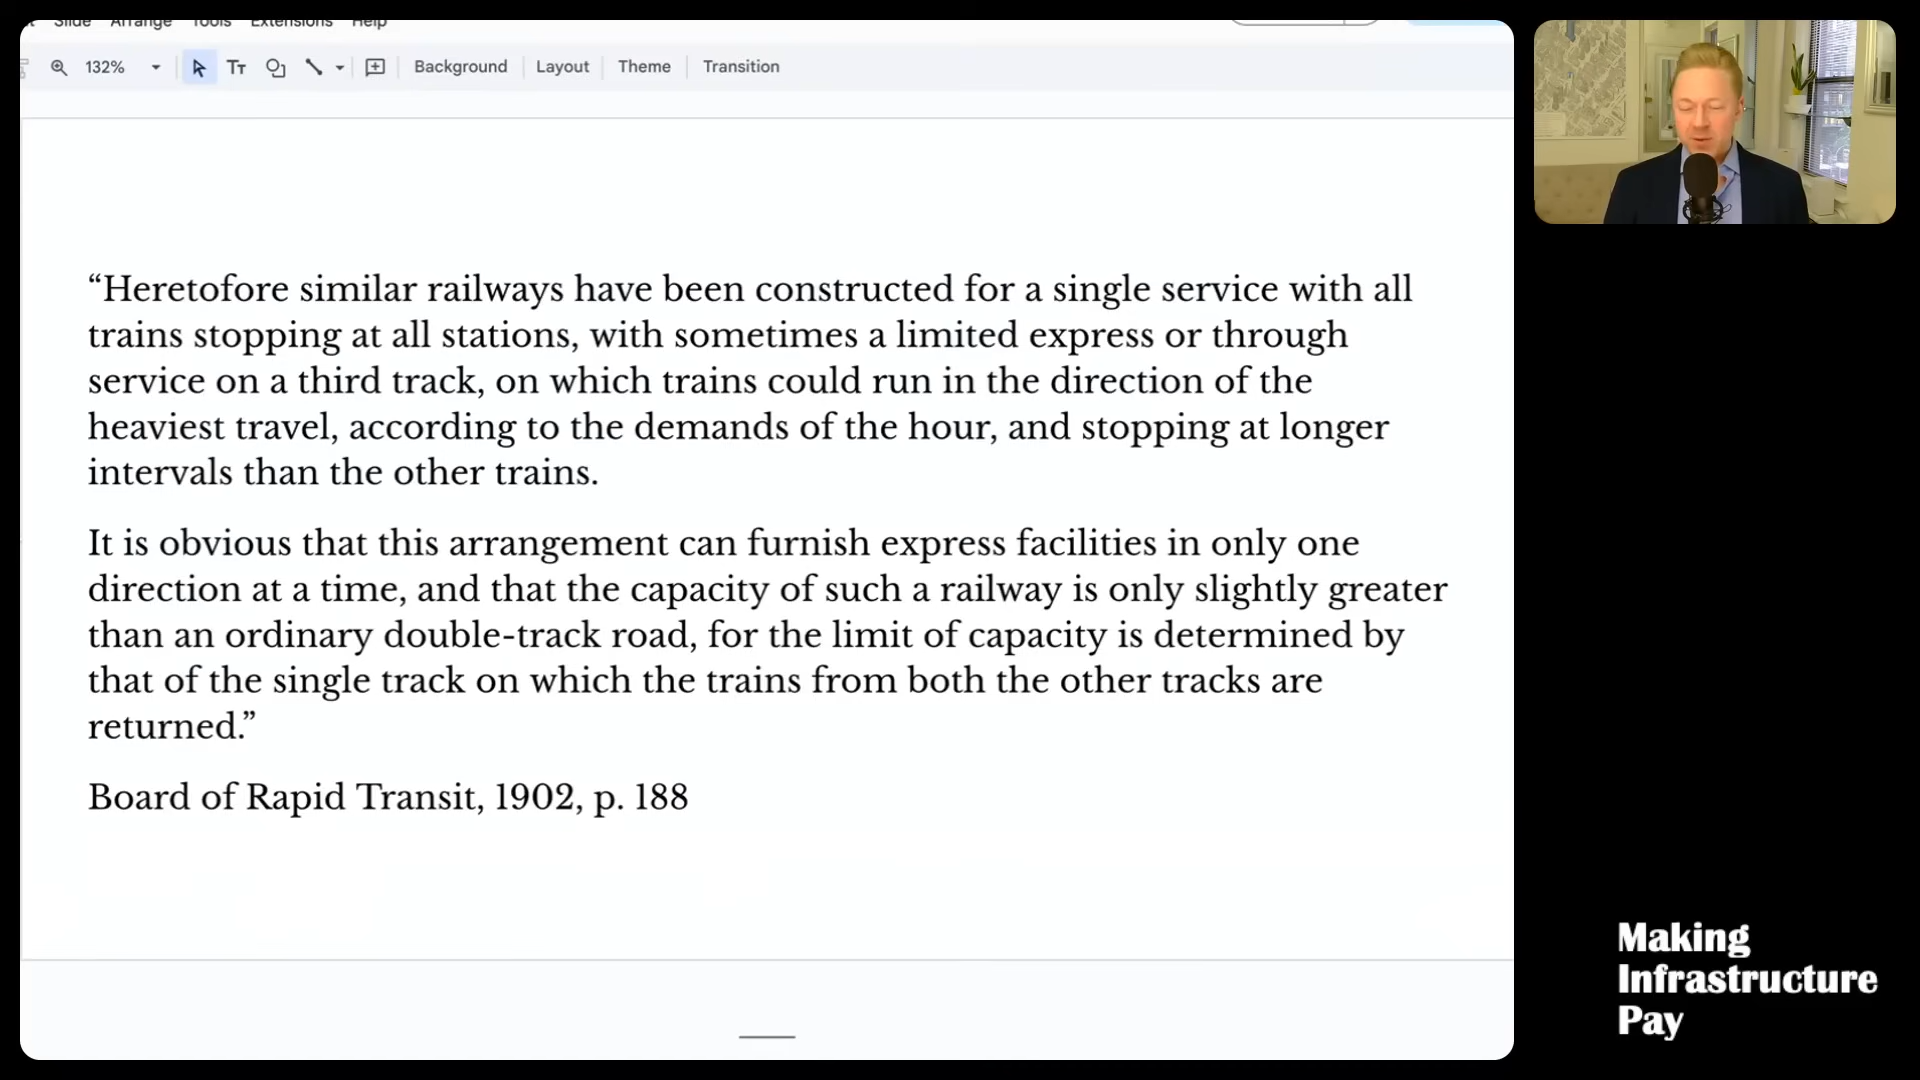 Slide Arrange Tools Extensions Help
132% Background Layout Theme Transition
“Heretofore similar railways have been constructed for a single service with all
trains stopping at all stations, with sometimes a limited express or through
service on a third track, on which trains could run in the direction of the
heaviest travel, according to the demands of the hour, and stopping at longer
intervals than the other trains.
It is obvious that this arrangement can furnish express facilities in only one
direction at a time, and that the capacity of such a railway is only slightly greater
than an ordinary double-track road, for the limit of capacity is determined by
that of the single track on which the trains from both the other tracks are
returned.”
Board of Rapid Transit, 1902, p. 188
Making
Infrastructure
Pay